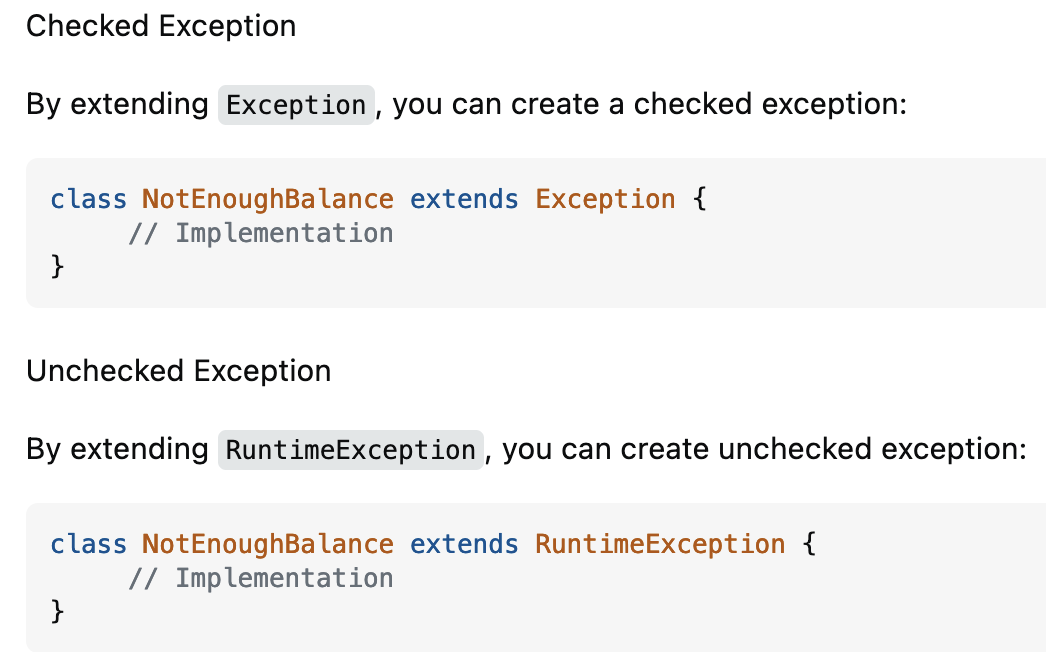 Checked Exception
By extending Exception, you can create a checked exception:
class NotEnoughBalance extends Exception {
     // Implementation
}
Unchecked Exception
By extending RuntimeException, you can create unchecked exception:
class NotEnoughBalance extends RuntimeException {
     // Implementation
}